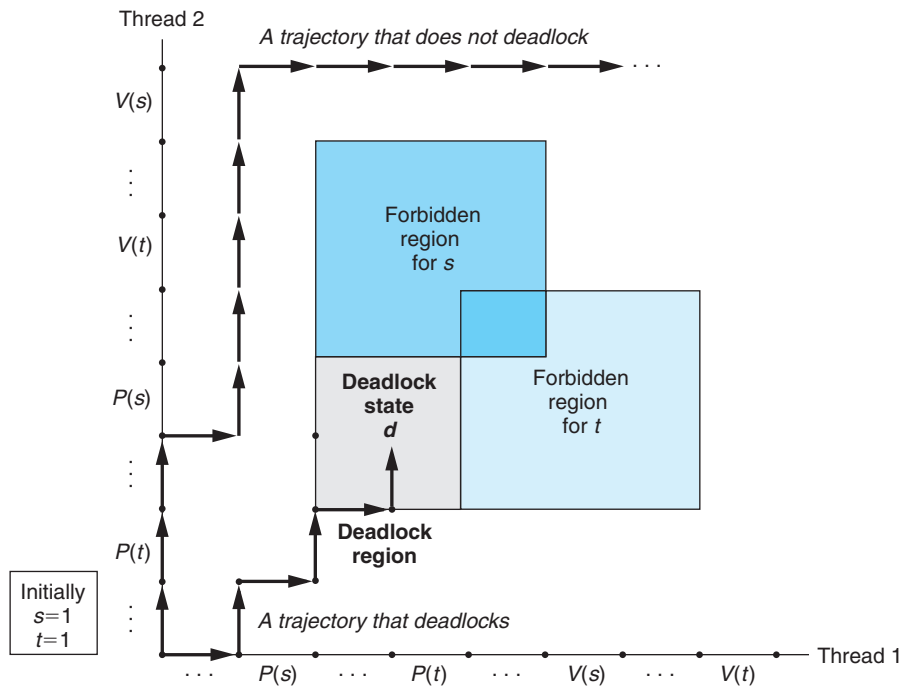 Thread 2
A trajectory that does not deadlock
. . .
V(s)
. . .
V(t)
. . .
P(s)
. . .
P(t)
. . .
Forbidden
region
for s
Forbidden
region
for t
Deadlock
state
d
Deadlock
region
Initially
s=1
t=1
A trajectory that deadlocks
Thread 1
. . . P(s) . . . P(t) . . . V(s) . . . V(t)